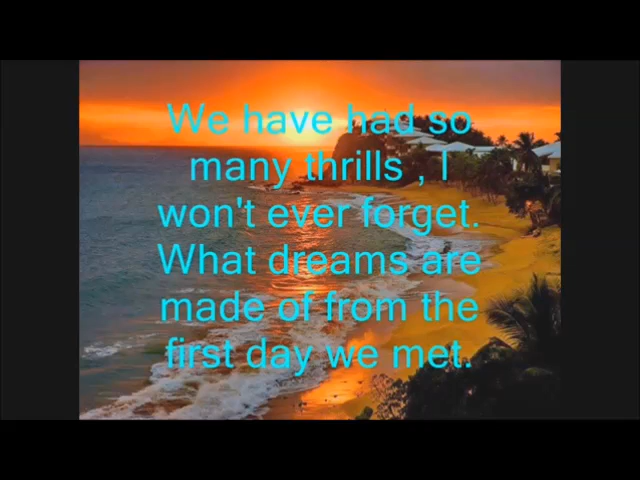 We have had so
many thrills , I
won't ever forget.
What dreams are
made of from the
first day we met.